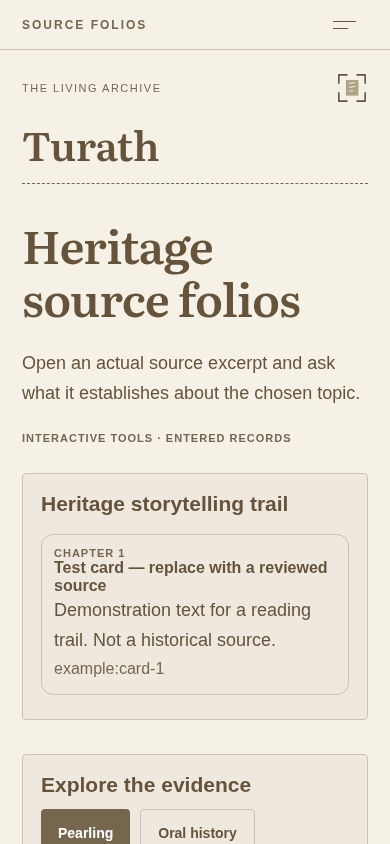 SOURCE FOLIOS
THE LIVING ARCHIVE
Turath
Heritage
source folios
Open an actual source excerpt and ask
what it establishes about the chosen topic.
INTERACTIVE TOOLS · ENTERED RECORDS
Heritage storytelling trail
CHAPTER 1
Test card — replace with a reviewed
source
Demonstration text for a reading
trail. Not a historical source.
example:card-1
Explore the evidence
Pearling
Oral history